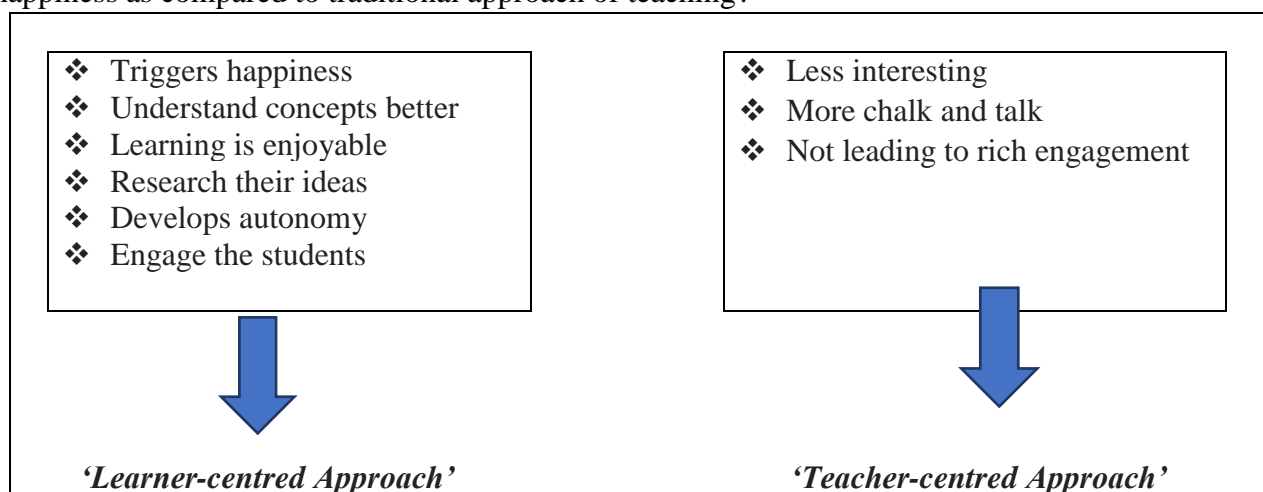 happiness as compared to traditional approach of teaching?
❖ Triggers happiness
❖ Understand concepts better
❖ Learning is enjoyable
❖ Research their ideas
❖ Develops autonomy
❖ Engage the students
❖ Less interesting
❖ More chalk and talk
❖ Not leading to rich engagement
‘Learner-centred Approach’
‘Teacher-centred Approach’